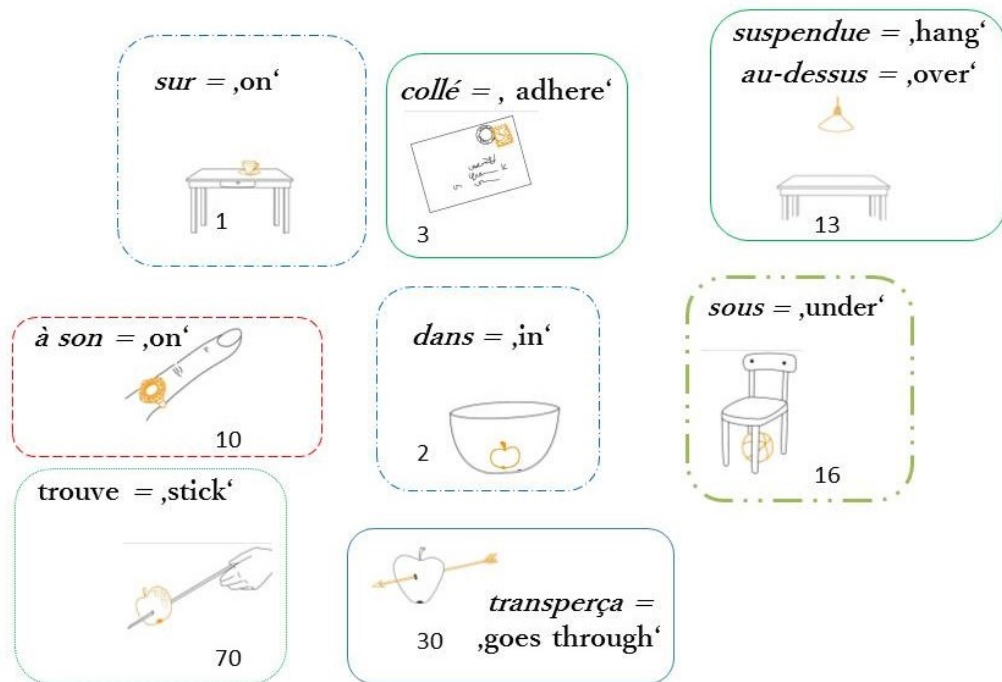 sur = ‚on‘
1
collé = ‚ adhere‘
3
suspendue = ‚hang‘
au-dessus = ‚over‘
13
à son = ‚on‘
10
dans = ‚in‘
2
sous = ‚under‘
16
trouve = ‚stick‘
70
transperça =
‚goes through‘
30